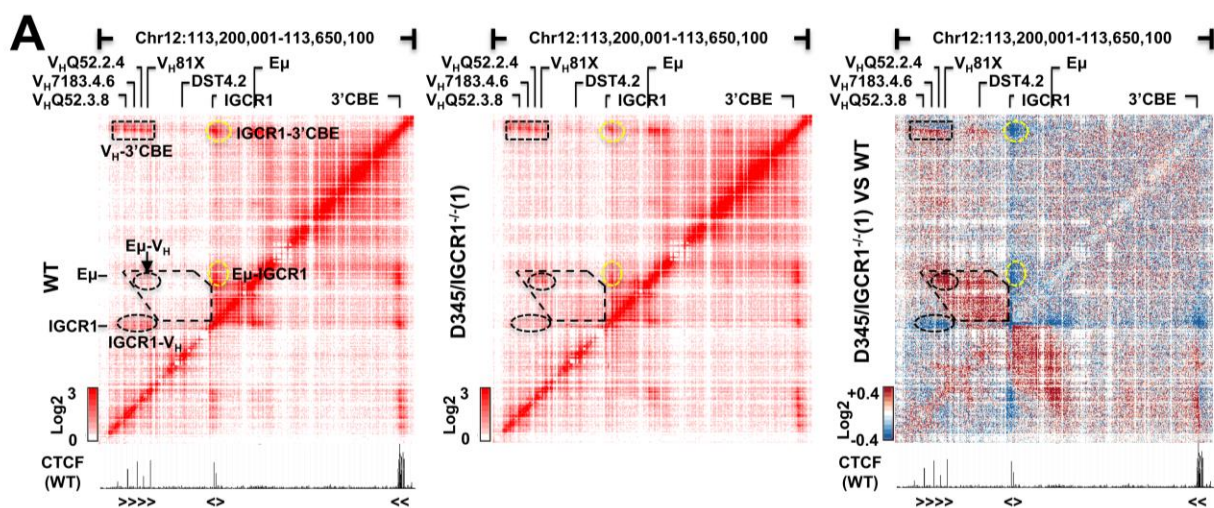 A
Chr12:113,200,001-113,650,100
VHQ52.2.4
VH81X
Eμ
VH7183.4.6
DST4.2
VHQ52.3.8
IGCR1
3'CBE
IGCR1-3'CBE
VH-3'CBE
WT
Eμ-VH
Eμ
Eμ-IGCR1
IGCR1
IGCR1-VH
Log2
3
0
CTCF
(WT)
>>>>
<>
<<
Chr12:113,200,001-113,650,100
VHQ52.2.4
VH81X
Eμ
VH7183.4.6
DST4.2
VHQ52.3.8
IGCR1
3'CBE
D345/IGCR1-/-(1)
Log2
3
0
Chr12:113,200,001-113,650,100
VHQ52.2.4
VH81X
Eμ
VH7183.4.6
DST4.2
VHQ52.3.8
IGCR1
3'CBE
D345/IGCR1-/-(1) VS WT
Log2
+0.4
-0.4
CTCF
(WT)
>>>>
<>
<<